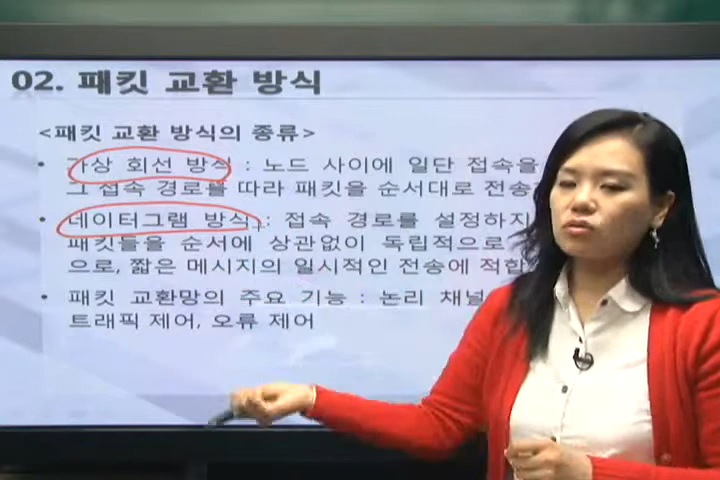 02. 패킷 교환 방식
<패킷 교환 방식의 종류>
• 가상 회선 방식 : 노드 사이에 일단 접속을
그 접속 경로를 따라 패킷을 순서대로 전송
• 데이터그램 방식 : 접속 경로를 설정하지
패킷들을 순서에 상관없이 독립적으로
으로, 짧은 메시지의 일시적인 전송에 적합
• 패킷 교환망의 주요 기능 : 논리 채널
트래픽 제어, 오류 제어